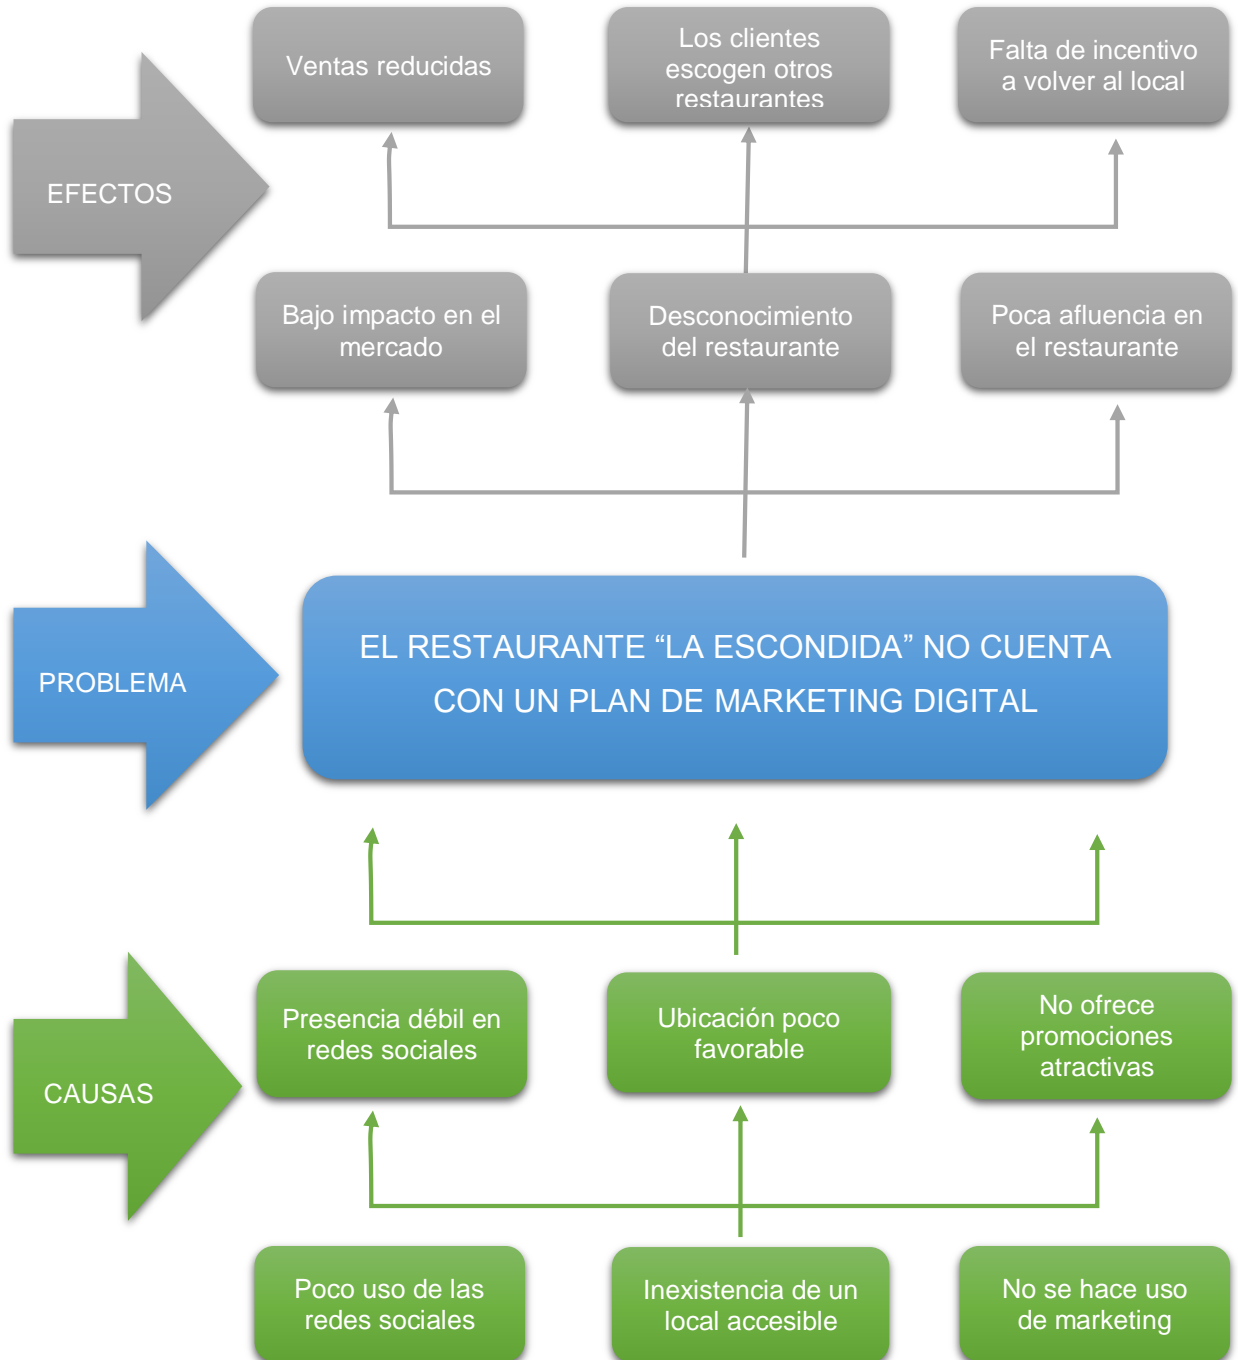 Ventas reducidas
Los clientes
escogen otros
restaurantes
Falta de incentivo
a volver al local
EFECTOS
Bajo impacto en el
mercado
Desconocimiento
del restaurante
Poca afluencia en
el restaurante
PROBLEMA
EL RESTAURANTE “LA ESCONDIDA” NO CUENTA
CON UN PLAN DE MARKETING DIGITAL
CAUSAS
Presencia débil en
redes sociales
Ubicación poco
favorable
No ofrece
promociones
atractivas
Poco uso de las
redes sociales
Inexistencia de un
local accesible
No se hace uso
de marketing